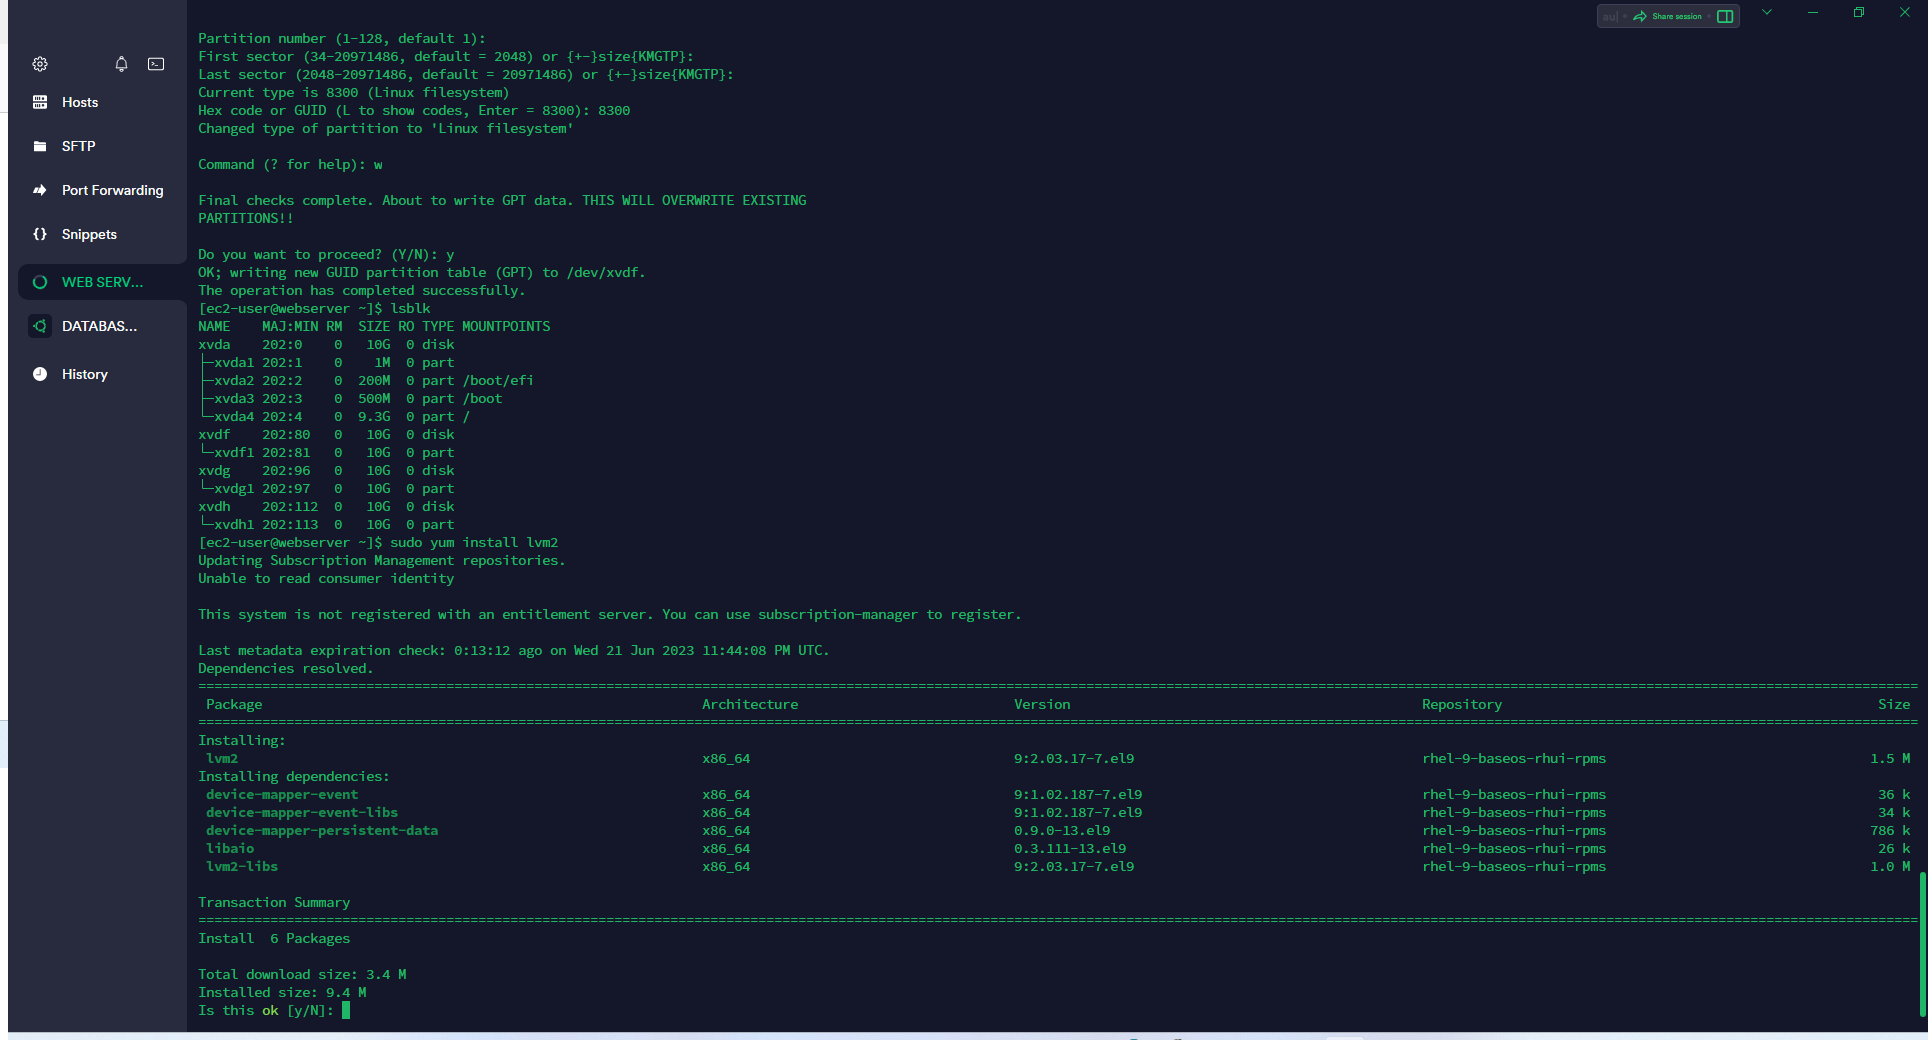 au| Share session
Hosts
SFTP
Port Forwarding
Snippets
WEB SERV...
DATABAS...
History
Partition number (1-128, default 1):
First sector (34-20971486, default = 2048) or {+-}size{KMGTP}:
Last sector (2048-20971486, default = 20971486) or {+-}size{KMGTP}:
Current type is 8300 (Linux filesystem)
Hex code or GUID (L to show codes, Enter = 8300): 8300
Changed type of partition to 'Linux filesystem'
Command (? for help): w
Final checks complete. About to write GPT data. THIS WILL OVERWRITE EXISTING
PARTITIONS!!
Do you want to proceed? (Y/N): y
OK; writing new GUID partition table (GPT) to /dev/xvdf.
The operation has completed successfully.
[ec2-user@webserver ~]$ lsblk
NAME    MAJ:MIN RM  SIZE RO TYPE MOUNTPOINTS
xvda    202:0    0   10G  0 disk
├─xvda1 202:1    0    1M  0 part
├─xvda2 202:2    0  200M  0 part /boot/efi
├─xvda3 202:3    0  500M  0 part /boot
└─xvda4 202:4    0  9.3G  0 part /
xvdf    202:80   0   10G  0 disk
└─xvdf1 202:81   0   10G  0 part
xvdg    202:96   0   10G  0 disk
└─xvdg1 202:97   0   10G  0 part
xvdh    202:112  0   10G  0 disk
└─xvdh1 202:113  0   10G  0 part
[ec2-user@webserver ~]$ sudo yum install lvm2
Updating Subscription Management repositories.
Unable to read consumer identity
This system is not registered with an entitlement server. You can use subscription-manager to register.
Last metadata expiration check: 0:13:12 ago on Wed 21 Jun 2023 11:44:08 PM UTC.
Dependencies resolved.
Package Architecture Version Repository Size
Installing:
lvm2 x86_64 9:2.03.17-7.el9 rhel-9-baseos-rhui-rpms 1.5 M
Installing dependencies:
device-mapper-event x86_64 9:1.02.187-7.el9 rhel-9-baseos-rhui-rpms 36 k
device-mapper-event-libs x86_64 9:1.02.187-7.el9 rhel-9-baseos-rhui-rpms 34 k
device-mapper-persistent-data x86_64 0.9.0-13.el9 rhel-9-baseos-rhui-rpms 786 k
libaio x86_64 0.3.111-13.el9 rhel-9-baseos-rhui-rpms 26 k
lvm2-libs x86_64 9:2.03.17-7.el9 rhel-9-baseos-rhui-rpms 1.0 M
Transaction Summary
Install  6 Packages
Total download size: 3.4 M
Installed size: 9.4 M
Is this ok [y/N]: